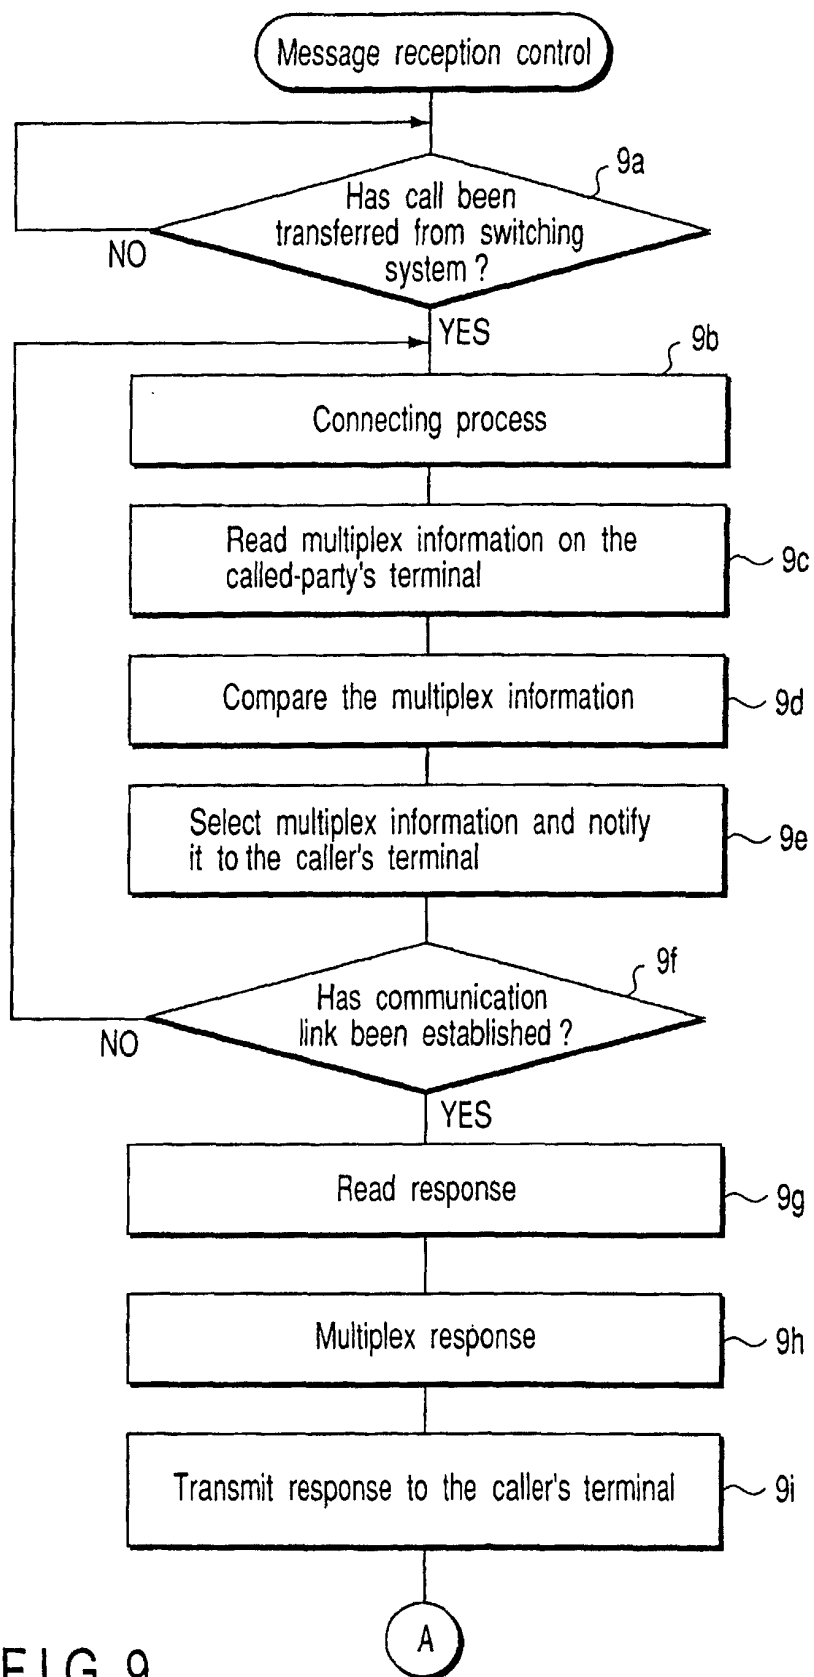 Message reception control
9a
Has call been
transferred from switching
system ?
NO
YES
9b
Connecting process
Read multiplex information on the
called-party's terminal
9c
Compare the multiplex information
9d
Select multiplex information and notify
it to the caller's terminal
9e
9f
Has communication
link been established ?
NO
YES
Read response
9g
Multiplex response
9h
Transmit response to the caller's terminal
9i
A
FIG. 9